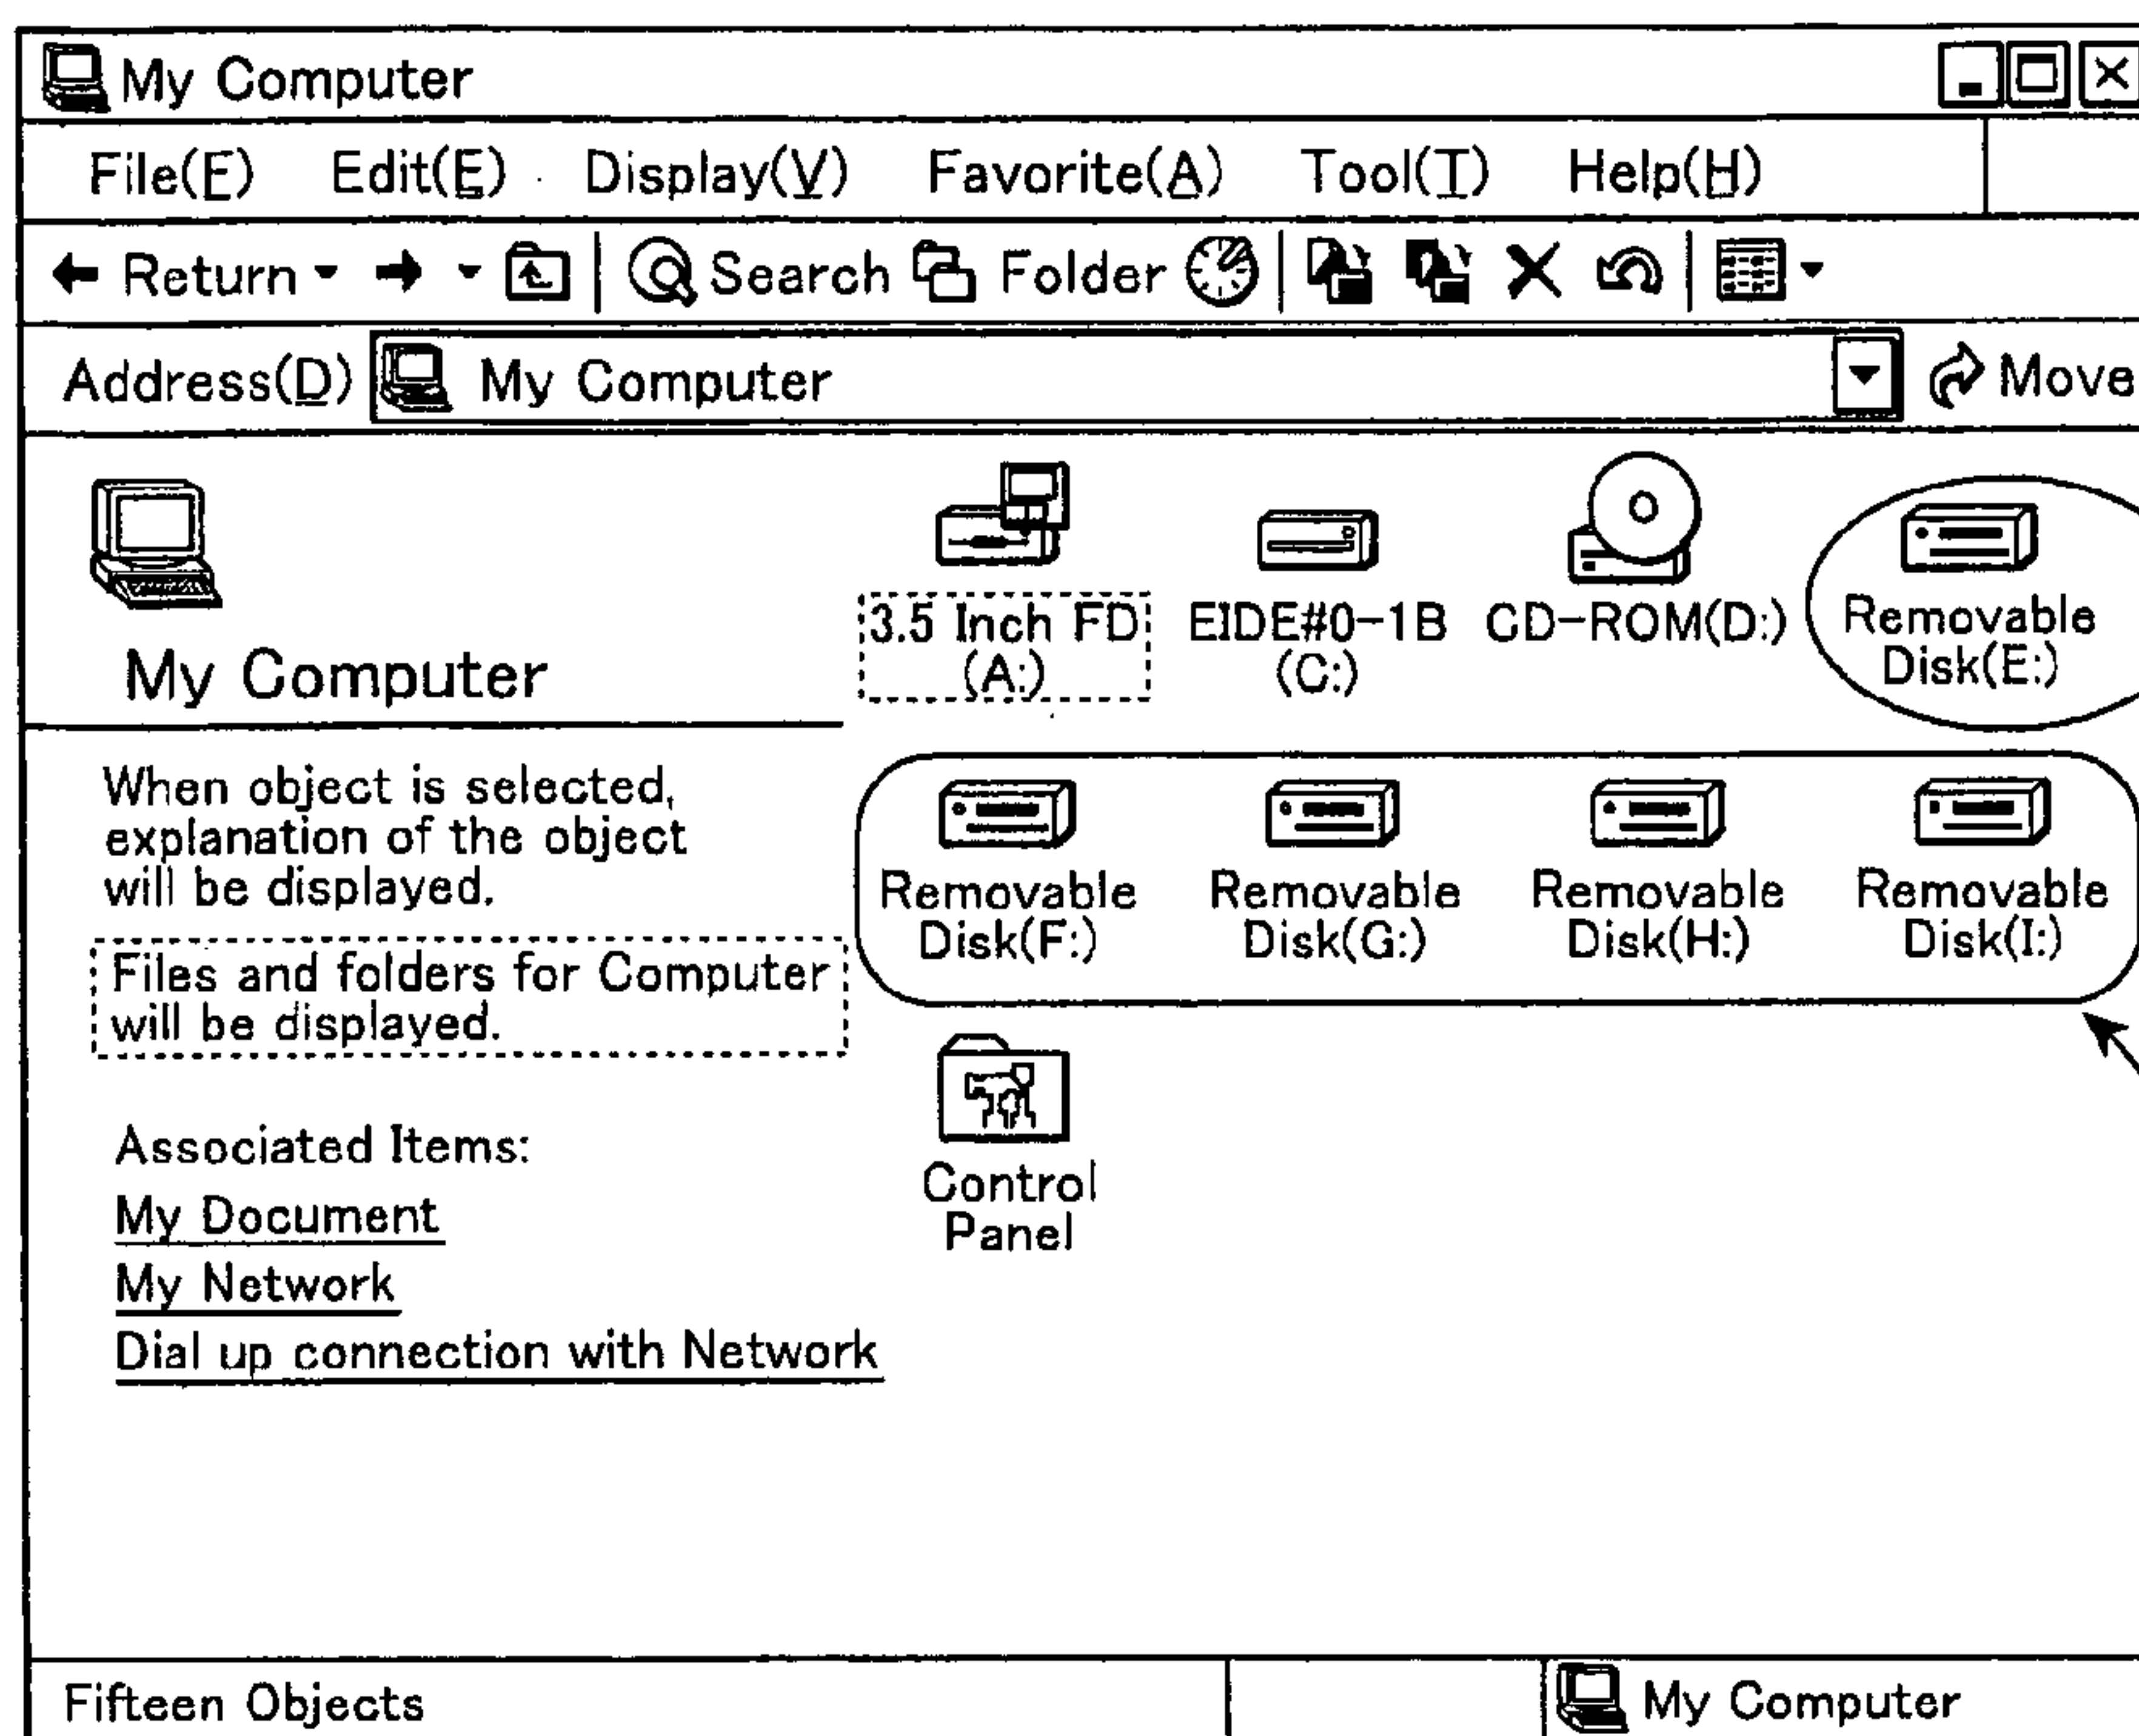 My Computer
File(F) Edit(E) Display(V) Favorite(A) Tool(T) Help(H)
Return Search Folder
Address(D) My Computer Move
My Computer
3.5 Inch FD
(A:)
EIDE#0-1B
(C:)
CD-ROM(D:)
Removable
Disk(E:)
When object is selected,
explanation of the object
will be displayed.
Files and folders for Computer
will be displayed.
Removable
Disk(F:)
Removable
Disk(G:)
Removable
Disk(H:)
Removable
Disk(I:)
Control
Panel
Associated Items:
My Document
My Network
Dial up connection with Network
Fifteen Objects
My Computer